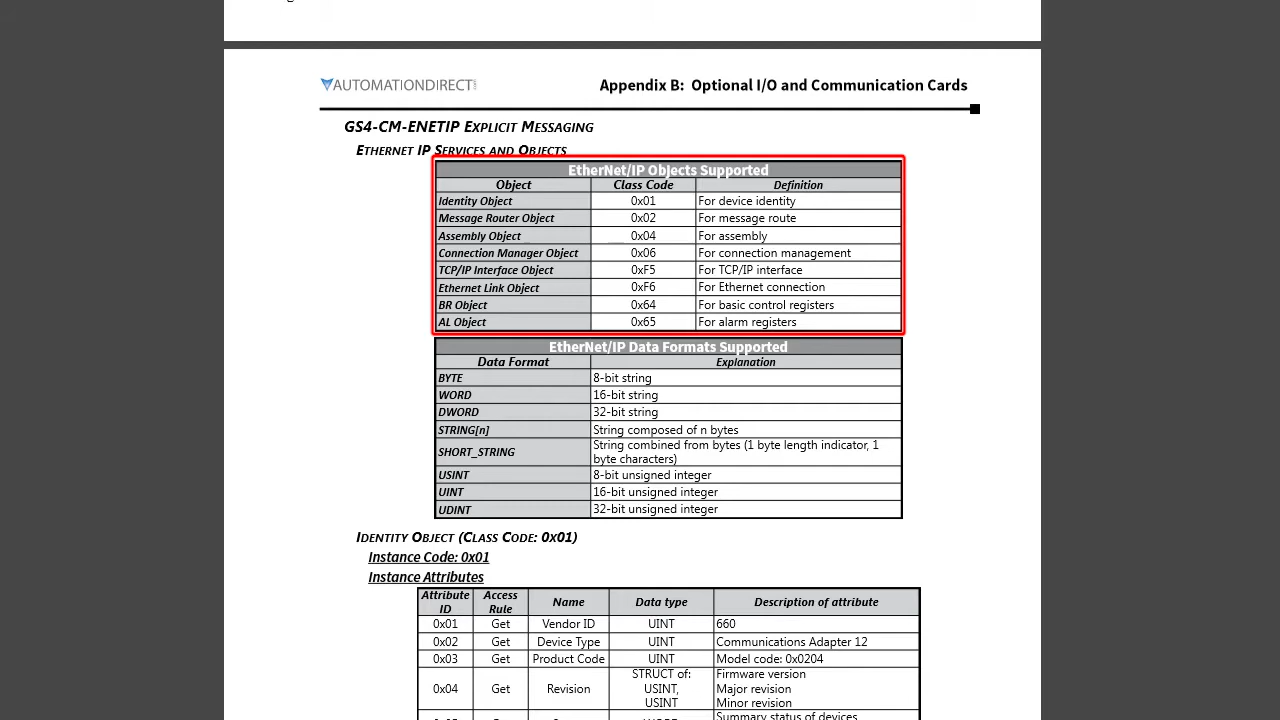 AUTOMATIONDIRECT
Appendix B: Optional I/O and Communication Cards
GS4-CM-ENETIP Explicit Messaging
Ethernet IP Services and Objects
EtherNet/IP Objects Supported
Object Class Code Definition
Identity Object 0x01 For device identity
Message Router Object 0x02 For message route
Assembly Object 0x04 For assembly
Connection Manager Object 0x06 For connection management
TCP/IP Interface Object 0xF5 For TCP/IP interface
Ethernet Link Object 0xF6 For Ethernet connection
BR Object 0x64 For basic control registers
AL Object 0x65 For alarm registers
EtherNet/IP Data Formats Supported
Data Format Explanation
BYTE 8-bit string
WORD 16-bit string
DWORD 32-bit string
STRING[n] String composed of n bytes
SHORT_STRING String combined from bytes (1 byte length indicator, 1
byte characters)
USINT 8-bit unsigned integer
UINT 16-bit unsigned integer
UDINT 32-bit unsigned integer
Identity Object (Class Code: 0x01)
Instance Code: 0x01
Instance Attributes
Attribute ID Access Rule Name Data type Description of attribute
0x01 Get Vendor ID UINT 660
0x02 Get Device Type UINT Communications Adapter 12
0x03 Get Product Code UINT Model code: 0x0204
0x04 Get Revision STRUCT of: USINT, USINT Firmware version
Major revision
Minor revision
Summary status of devices